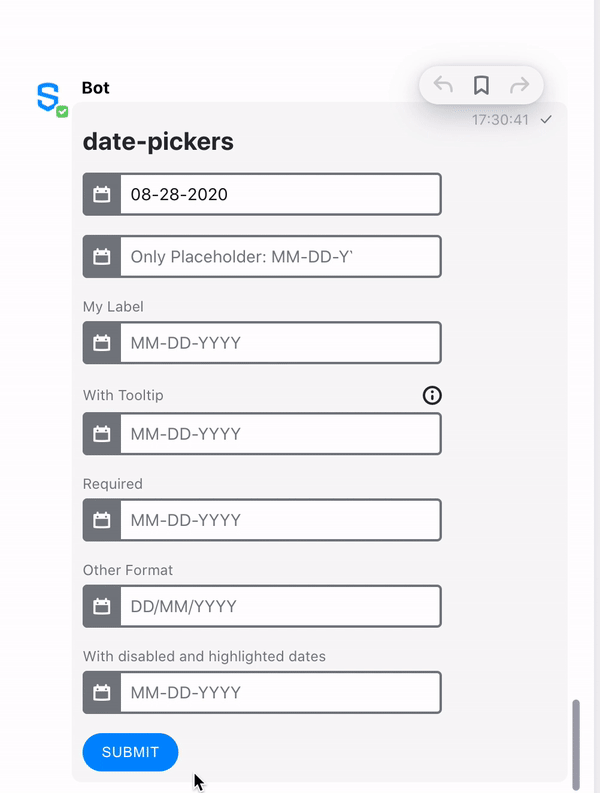 Bot
17:30:41
date-pickers
08-28-2020
Only Placeholder: MM-DD-Y
My Label
MM-DD-YYYY
With Tooltip
MM-DD-YYYY
Required
MM-DD-YYYY
Other Format
DD/MM/YYYY
With disabled and highlighted dates
MM-DD-YYYY
SUBMIT